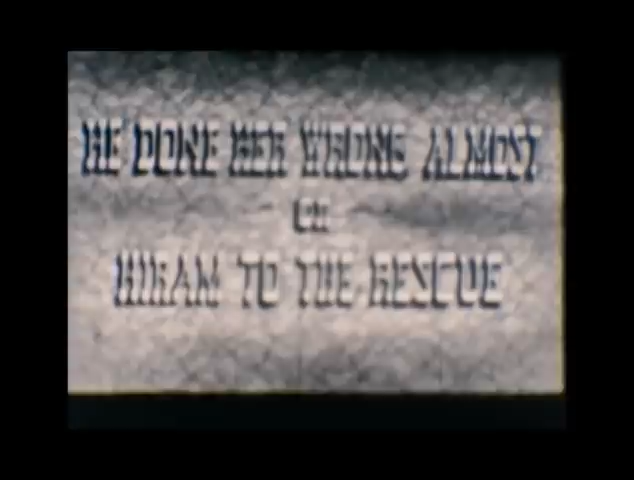 HE DONE HER WRONG ALMOST
OR
HIRAM TO THE RESCUE